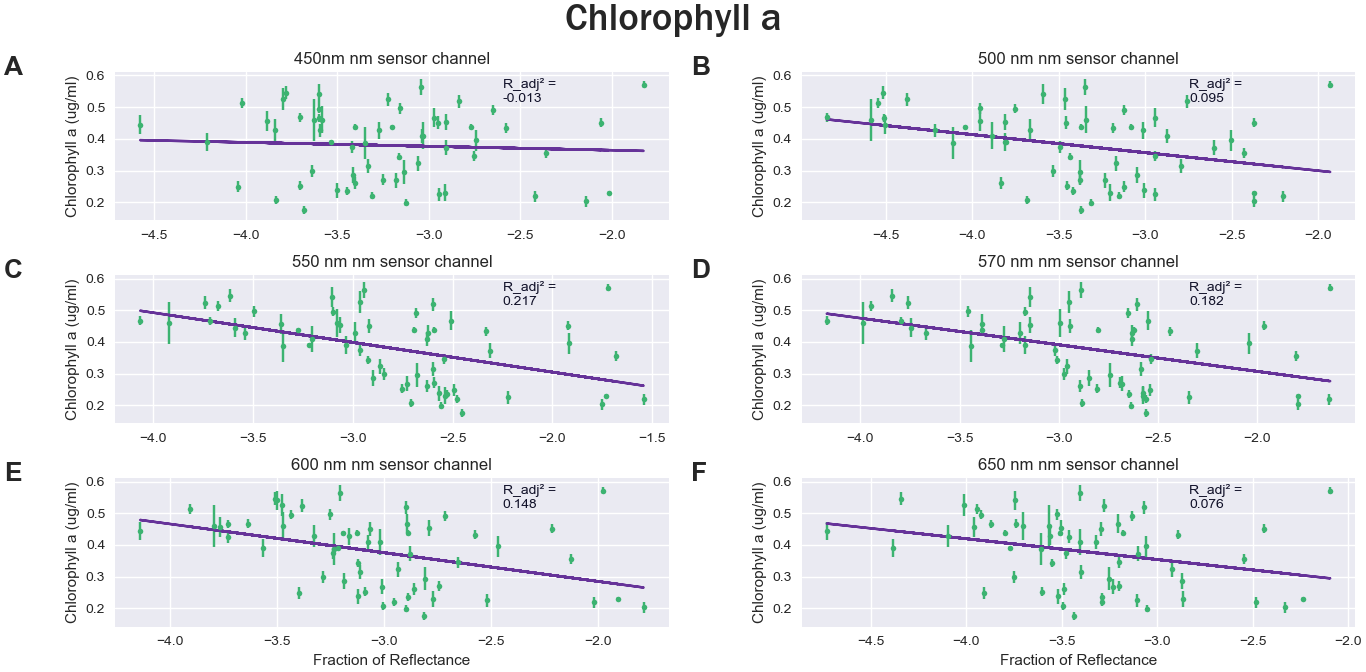 Chlorophyll a
A
450nm nm sensor channel
Chlorophyll a (ug/ml)
0.6
0.5
0.4
0.3
0.2
R_adj² =
-0.013
−4.5 −4.0 −3.5 −3.0 −2.5 −2.0
B
500 nm nm sensor channel
Chlorophyll a (ug/ml)
0.6
0.5
0.4
0.3
0.2
R_adj² =
0.095
−4.5 −4.0 −3.5 −3.0 −2.5 −2.0
C
550 nm nm sensor channel
Chlorophyll a (ug/ml)
0.6
0.5
0.4
0.3
0.2
R_adj² =
0.217
−4.0 −3.5 −3.0 −2.5 −2.0 −1.5
D
570 nm nm sensor channel
Chlorophyll a (ug/ml)
0.6
0.5
0.4
0.3
0.2
R_adj² =
0.182
−4.0 −3.5 −3.0 −2.5 −2.0
E
600 nm nm sensor channel
Chlorophyll a (ug/ml)
0.6
0.5
0.4
0.3
0.2
R_adj² =
0.148
−4.0 −3.5 −3.0 −2.5 −2.0
Fraction of Reflectance
F
650 nm nm sensor channel
Chlorophyll a (ug/ml)
0.6
0.5
0.4
0.3
0.2
R_adj² =
0.076
−4.5 −4.0 −3.5 −3.0 −2.5 −2.0
Fraction of Reflectance